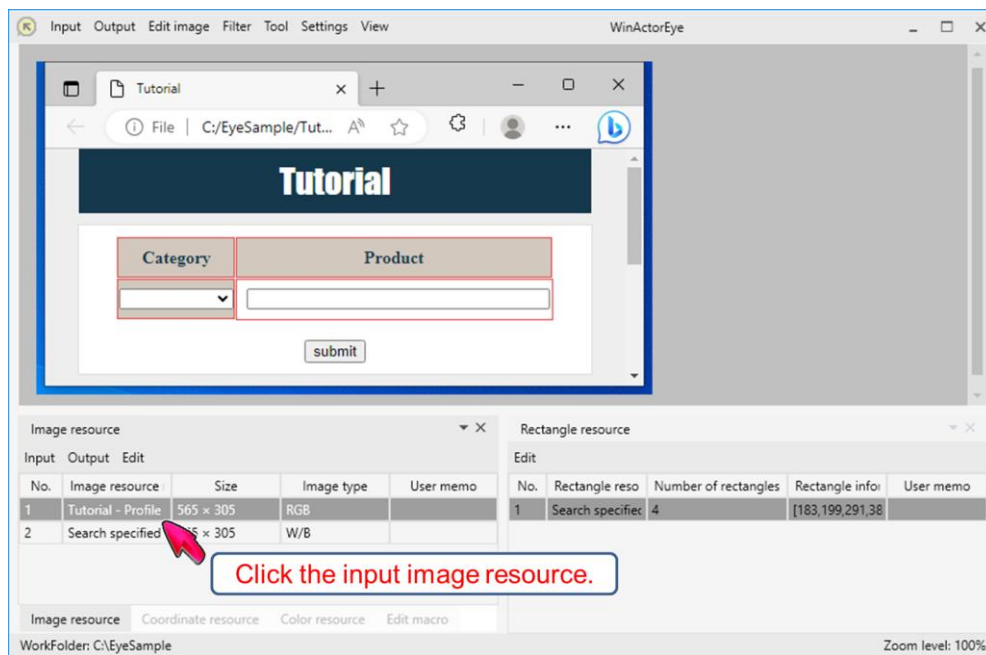 Input Output Edit image Filter Tool Settings View WinActorEye
Tutorial
File | C:/EyeSample/Tut...
Tutorial
Category Product
submit
Image resource
Input Output Edit
No. Image resource Size Image type User memo
1 Tutorial - Profile 565 × 305 RGB
2 Search specified × 305 W/B
Click the input image resource.
Image resource Coordinate resource Color resource Edit macro
Rectangle resource
Edit
No. Rectangle reso Number of rectangles Rectangle infor User memo
1 Search specifiec 4 [183,199,291,38
WorkFolder: C:\EyeSample Zoom level: 100%